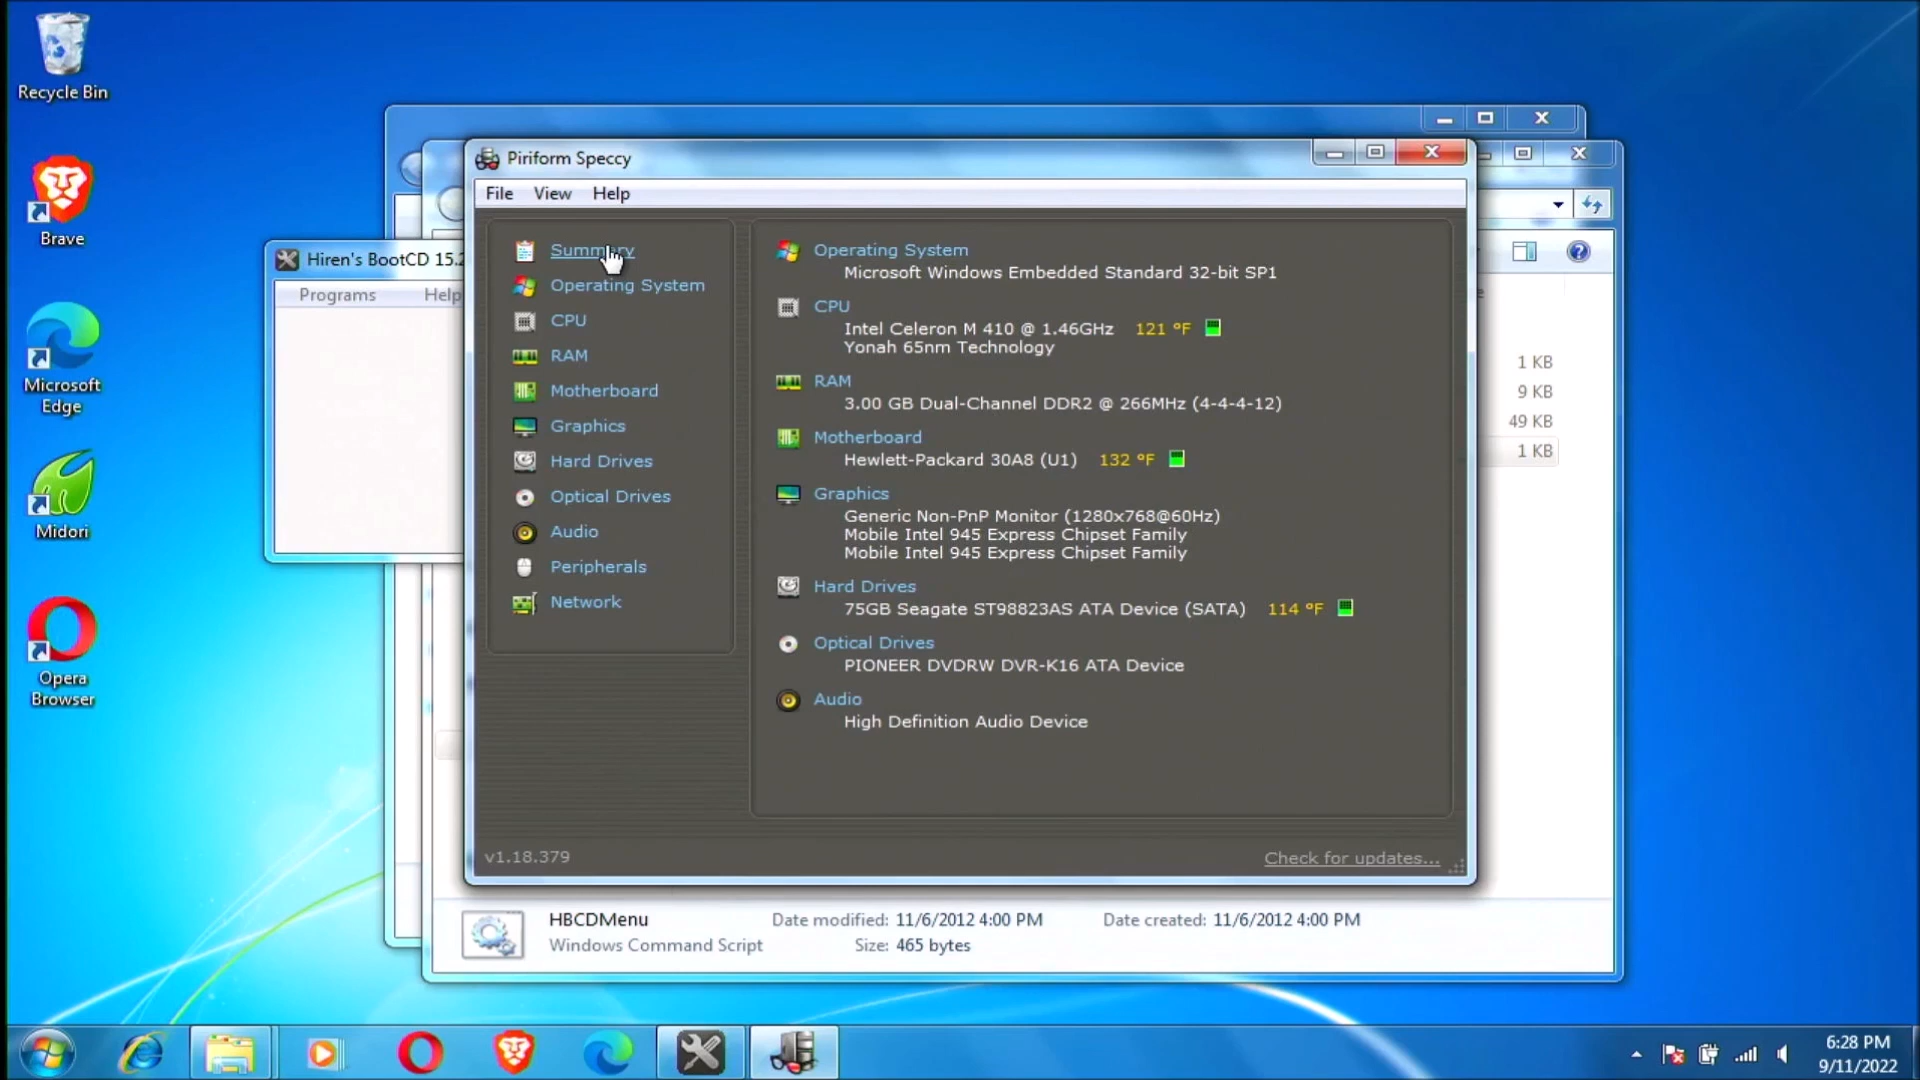 Recycle Bin
Brave
Microsoft
Edge
Midori
Opera
Browser
Hiren's BootCD 15.2
Programs
Help
Piriform Speccy
File
View
Help
Summary
Operating System
CPU
RAM
Motherboard
Graphics
Hard Drives
Optical Drives
Audio
Peripherals
Network
Operating System
Microsoft Windows Embedded Standard 32-bit SP1
CPU
Intel Celeron M 410 @ 1.46GHz 121 °F
Yonah 65nm Technology
RAM
3.00 GB Dual-Channel DDR2 @ 266MHz (4-4-4-12)
Motherboard
Hewlett-Packard 30A8 (U1) 132 °F
Graphics
Generic Non-PnP Monitor (1280x768@60Hz)
Mobile Intel 945 Express Chipset Family
Mobile Intel 945 Express Chipset Family
Hard Drives
75GB Seagate ST98823AS ATA Device (SATA) 114 °F
Optical Drives
PIONEER DVDRW DVR-K16 ATA Device
Audio
High Definition Audio Device
v1.18.379
Check for updates...
1 KB
9 KB
49 KB
1 KB
HBCDMenu
Date modified: 11/6/2012 4:00 PM
Date created: 11/6/2012 4:00 PM
Windows Command Script
Size: 465 bytes
6:28 PM
9/11/2022